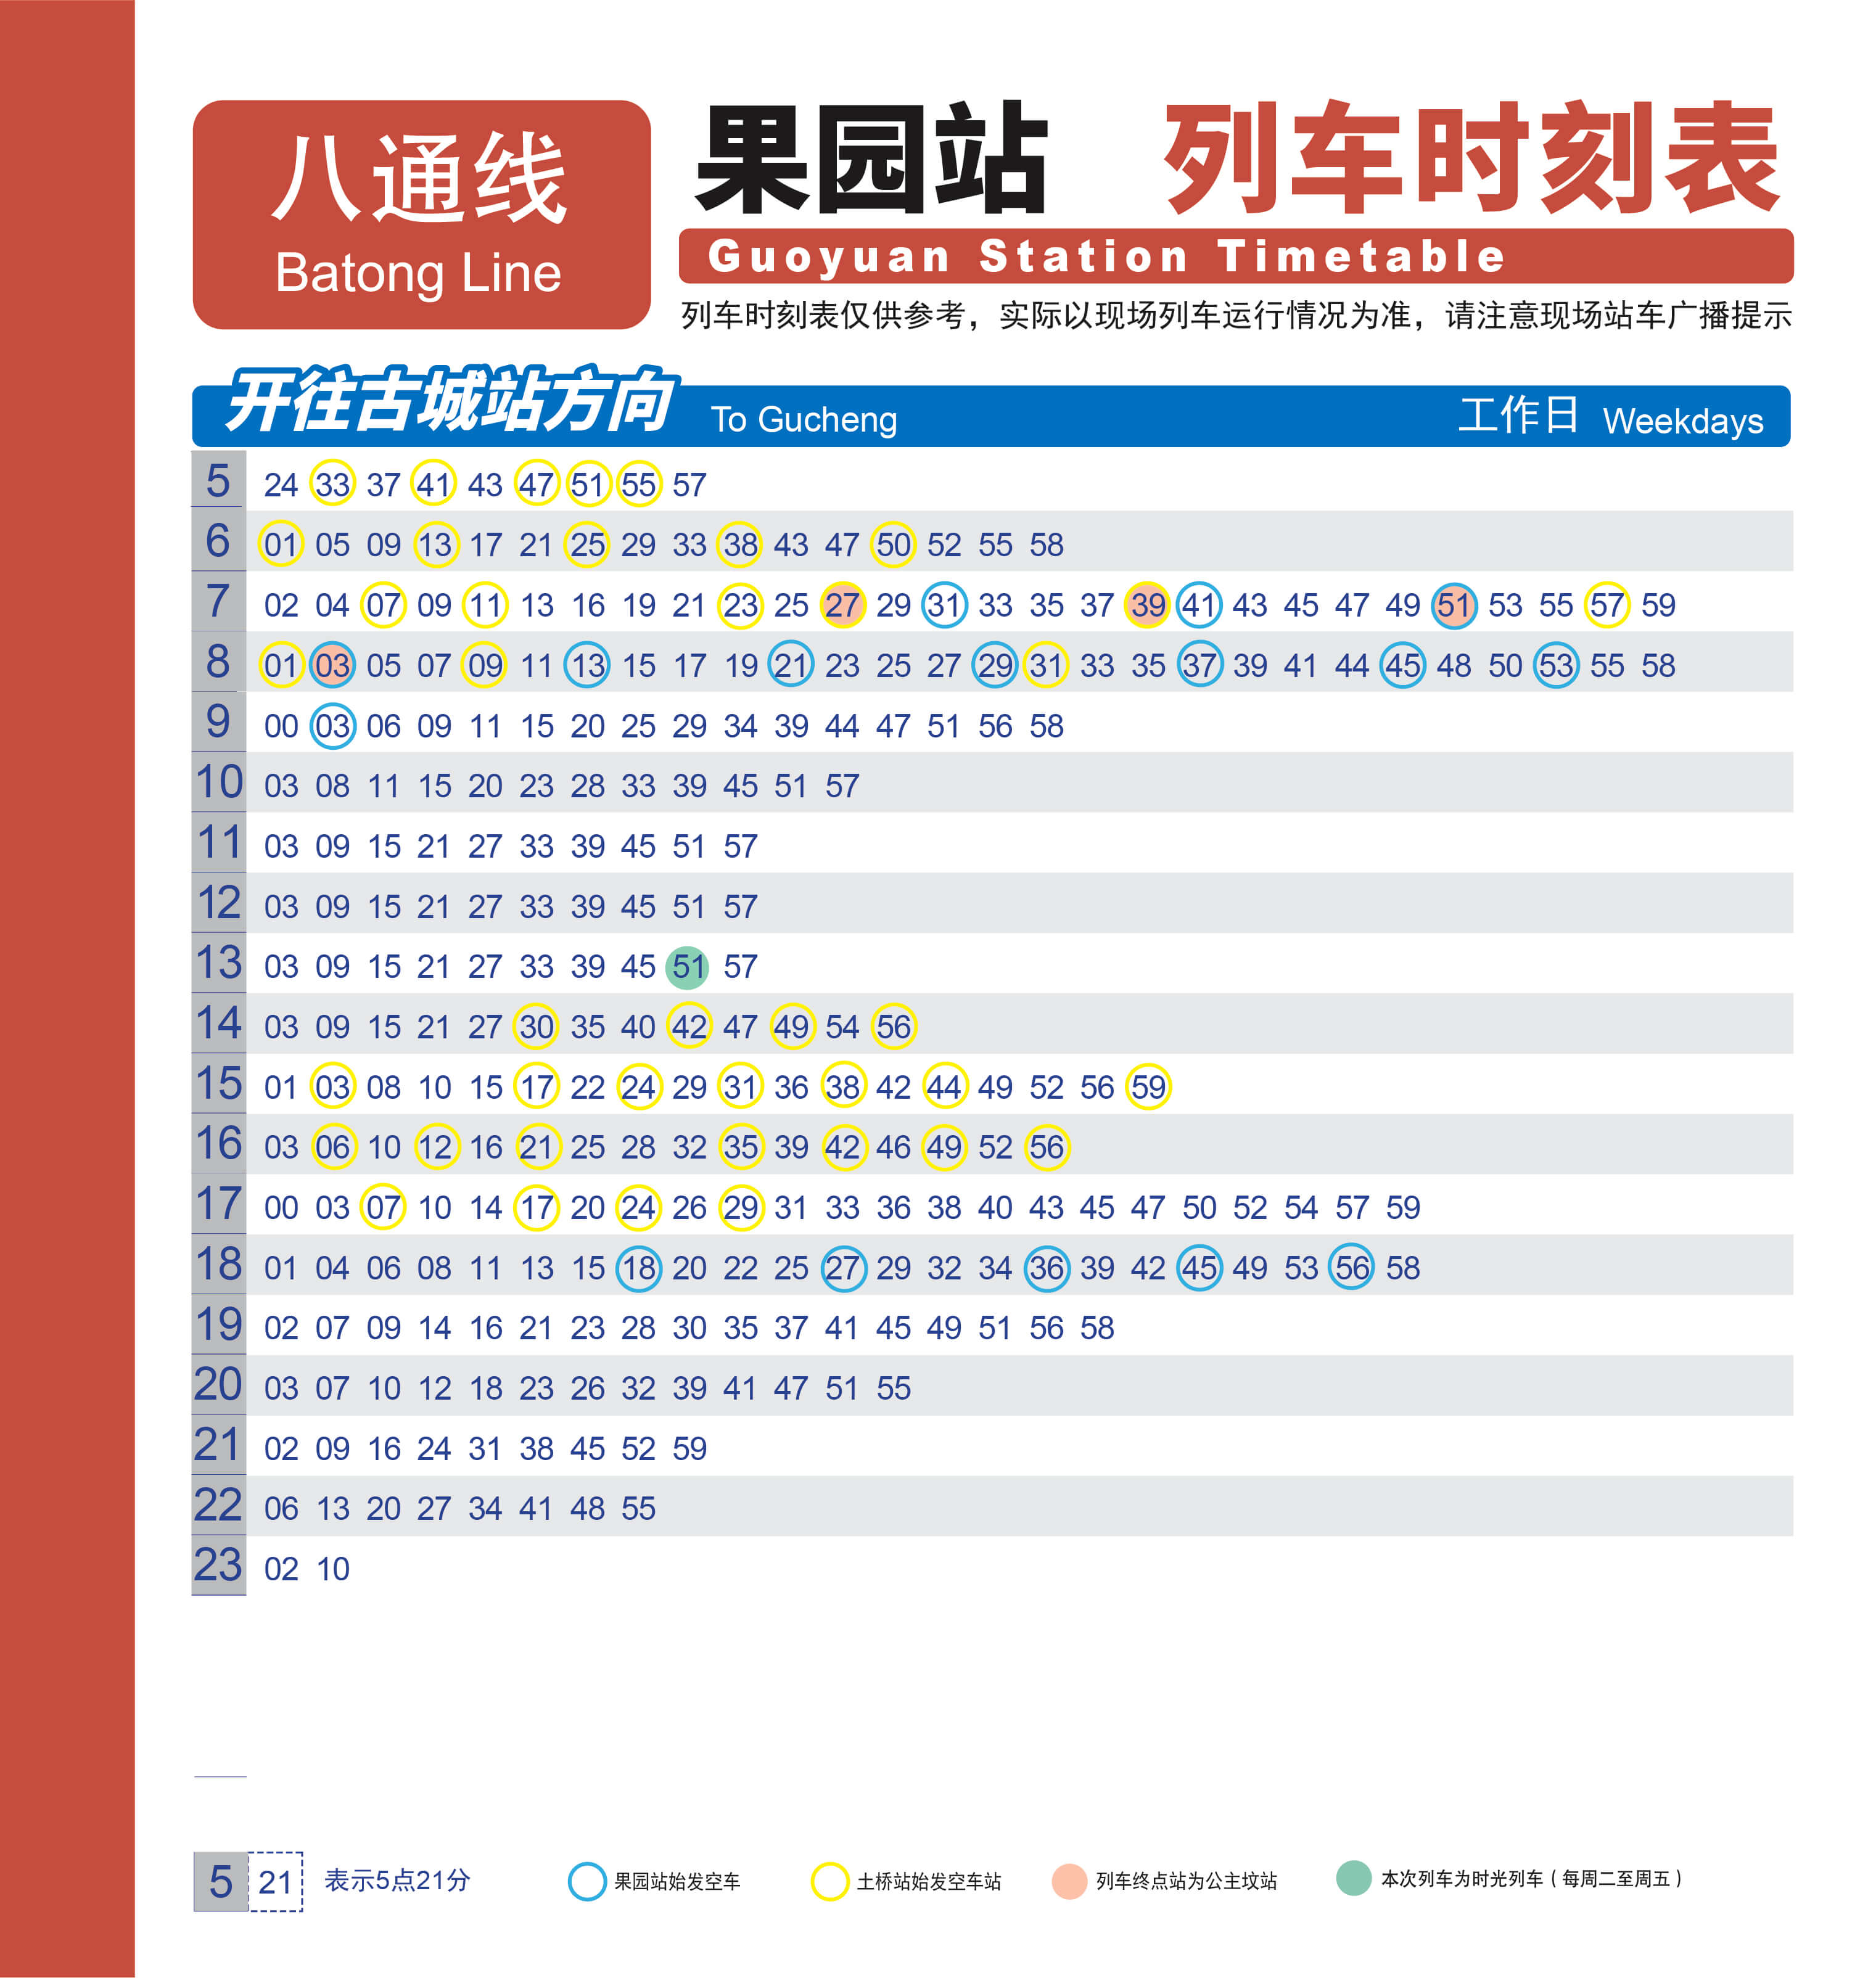 八通线
Batong Line
果园站 列车时刻表
Guoyuan Station Timetable
列车时刻表仅供参考，实际以现场列车运行情况为准，请注意现场站车广播提示
开往古城站方向 To Gucheng 工作日 Weekdays
5 24 33 37 41 43 47 51 55 57
6 01 05 09 13 17 21 25 29 33 38 43 47 50 52 55 58
7 02 04 07 09 11 13 16 19 21 23 25 27 29 31 33 35 37 39 41 43 45 47 49 51 53 55 57 59
8 01 03 05 07 09 11 13 15 17 19 21 23 25 27 29 31 33 35 37 39 41 44 45 48 50 53 55 58
9 00 03 06 09 11 15 20 25 29 34 39 44 47 51 56 58
10 03 08 11 15 20 23 28 33 39 45 51 57
11 03 09 15 21 27 33 39 45 51 57
12 03 09 15 21 27 33 39 45 51 57
13 03 09 15 21 27 33 39 45 51 57
14 03 09 15 21 27 30 35 40 42 47 49 54 56
15 01 03 08 10 15 17 22 24 29 31 36 38 42 44 49 52 56 59
16 03 06 10 12 16 21 25 28 32 35 39 42 46 49 52 56
17 00 03 07 10 14 17 20 24 26 29 31 33 36 38 40 43 45 47 50 52 54 57 59
18 01 04 06 08 11 13 15 18 20 22 25 27 29 32 34 36 39 42 45 49 53 56 58
19 02 07 09 14 16 21 23 28 30 35 37 41 45 49 51 56 58
20 03 07 10 12 18 23 26 32 39 41 47 51 55
21 02 09 16 24 31 38 45 52 59
22 06 13 20 27 34 41 48 55
23 02 10
5 21 表示5点21分 果园站始发空车 土桥站始发空车站 列车终点站为公主坟站 本次列车为时光列车（每周二至周五）